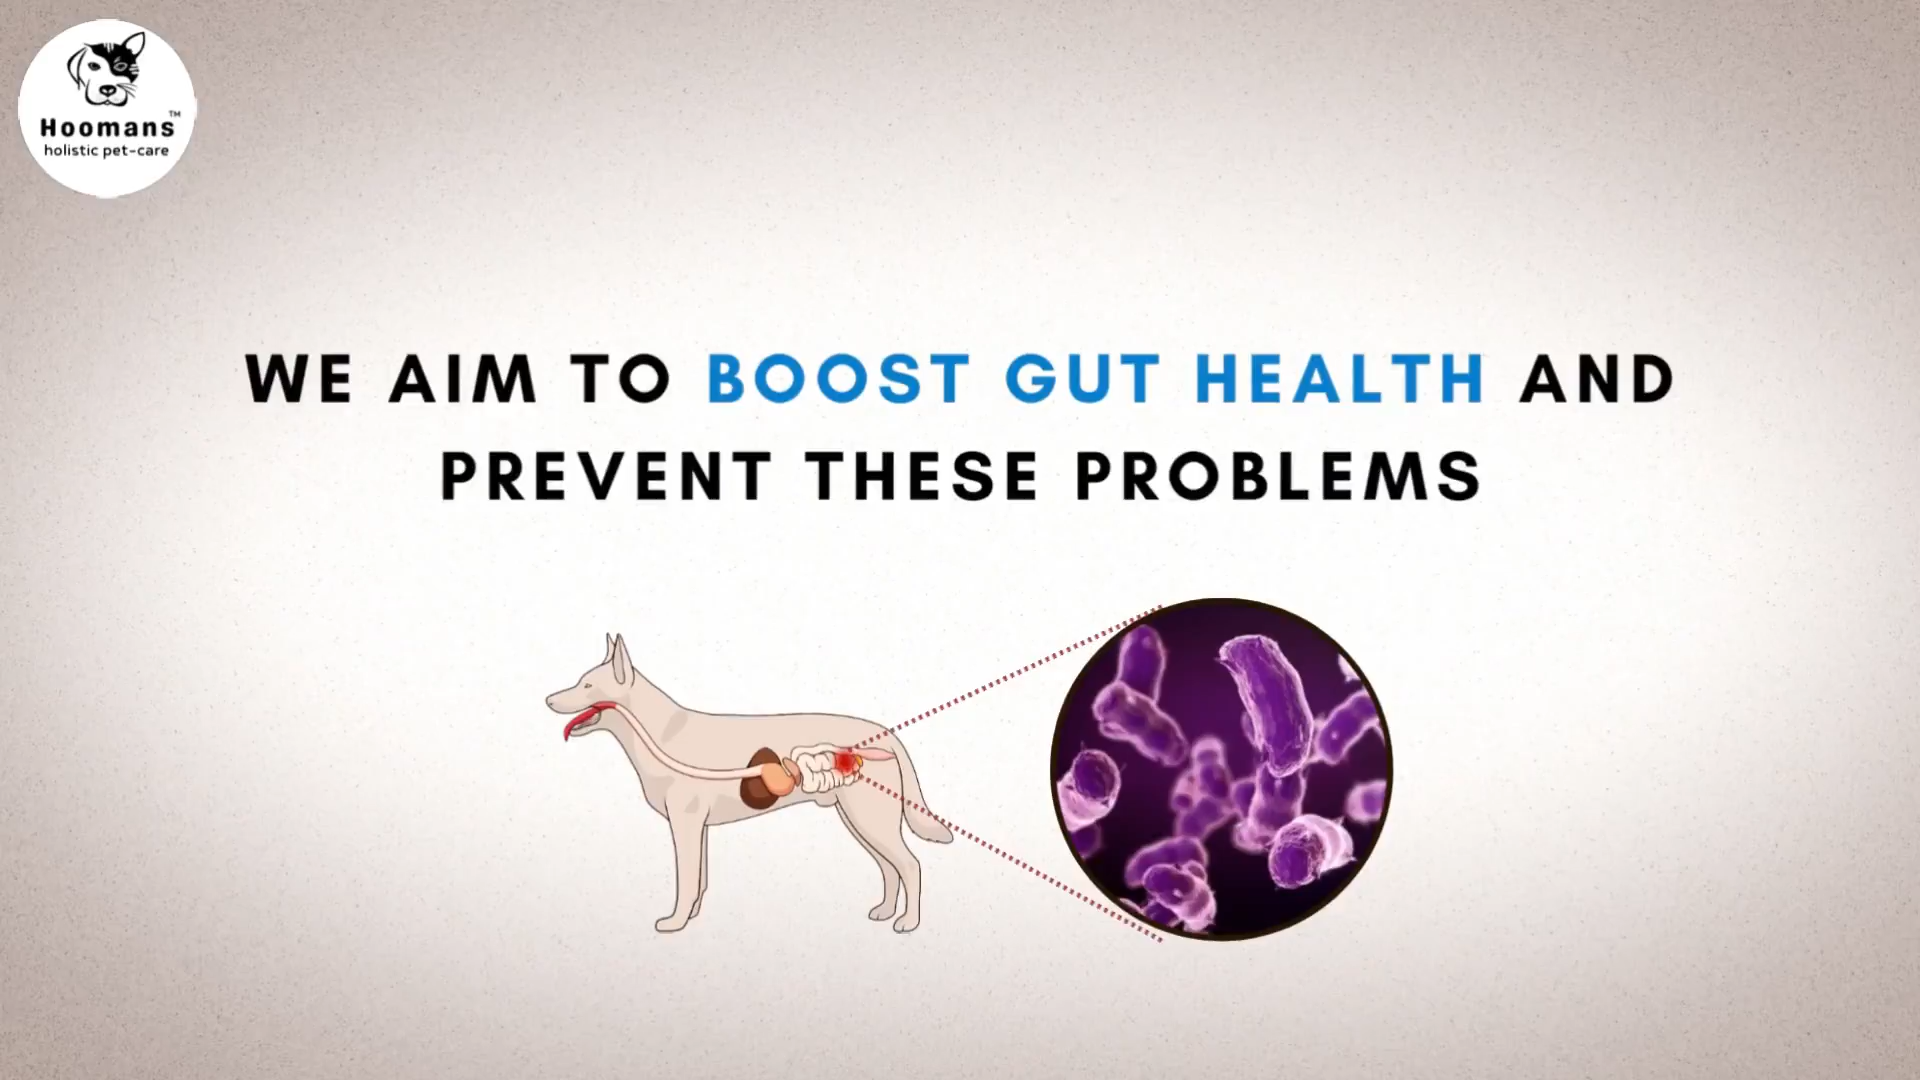 Hoomans™
holistic pet-care
WE AIM TO BOOST GUT HEALTH AND
PREVENT THESE PROBLEMS